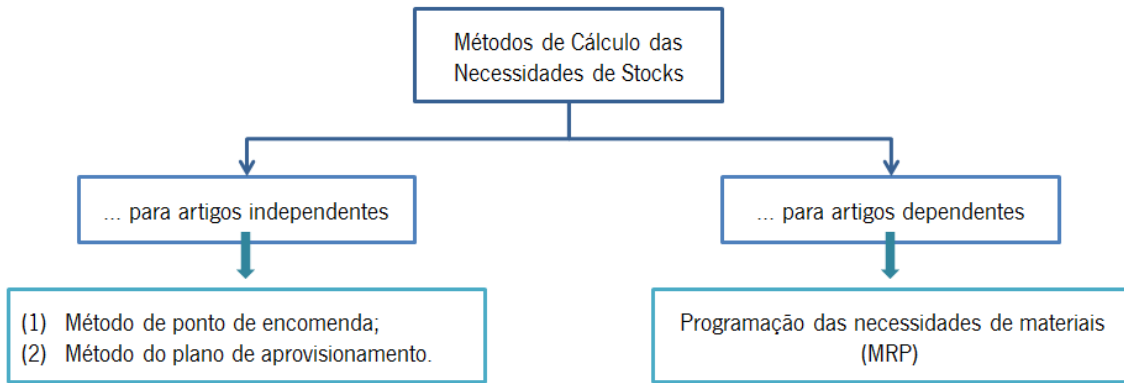 Métodos de Cálculo das
Necessidades de Stocks
... para artigos independentes
... para artigos dependentes
(1) Método de ponto de encomenda;
(2) Método do plano de aprovisionamento.
Programação das necessidades de materiais
(MRP)